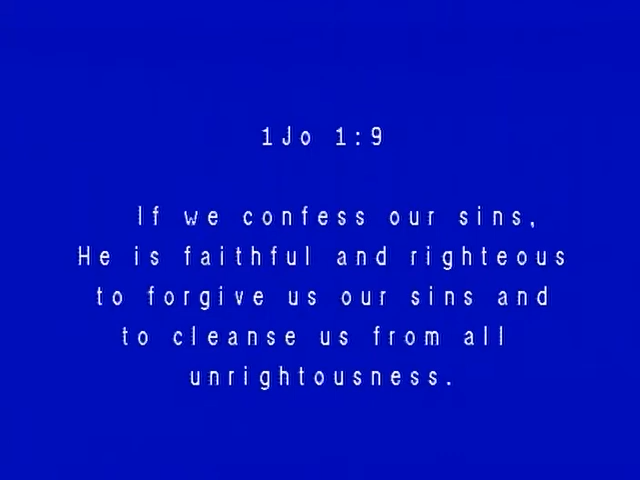 1Jo 1:9
If we confess our sins,
He is faithful and righteous
to forgive us our sins and
to cleanse us from all
unrightousness.